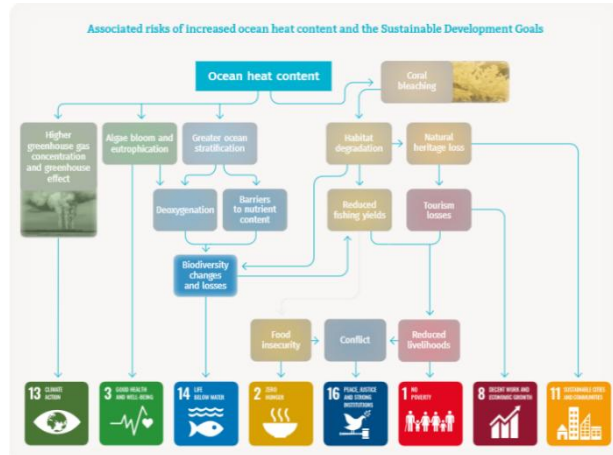 Associated risks of increased ocean heat content and the Sustainable Development Goals
Ocean heat content
Coral
bleaching
Higher
greenhouse gas
concentration
and greenhouse
effect
Algae bloom and
eutrophication
Greater ocean
stratification
Habitat
degradation
Natural
heritage loss
Deoxygenation
Barriers
to nutrient
content
Reduced
fishing yields
Tourism
losses
Biodiversity
changes
and losses
Food
insecurity
Conflict
Reduced
livelihoods
13 CLIMATE
ACTION
3 GOOD HEALTH
AND WELL-BEING
14 LIFE
BELOW WATER
2 ZERO
HUNGER
16 PEACE, JUSTICE
AND STRONG
INSTITUTIONS
1 NO
POVERTY
8 DECENT WORK AND
ECONOMIC GROWTH
11 SUSTAINABLE CITIES
AND COMMUNITIES